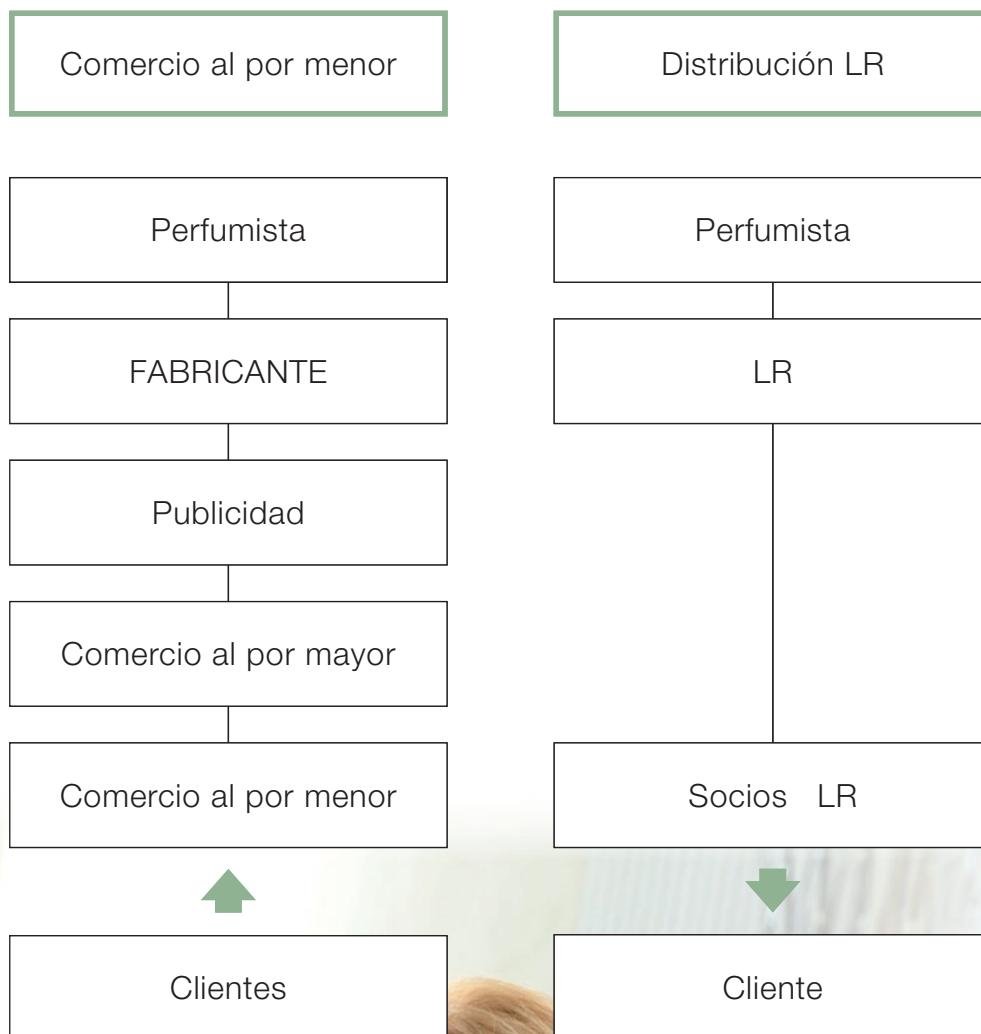 Comercio al por menor
Perfumista
FABRICANTE
Publicidad
Comercio al por mayor
Comercio al por menor
Clientes
Distribución LR
Perfumista
LR
Socios LR
Cliente